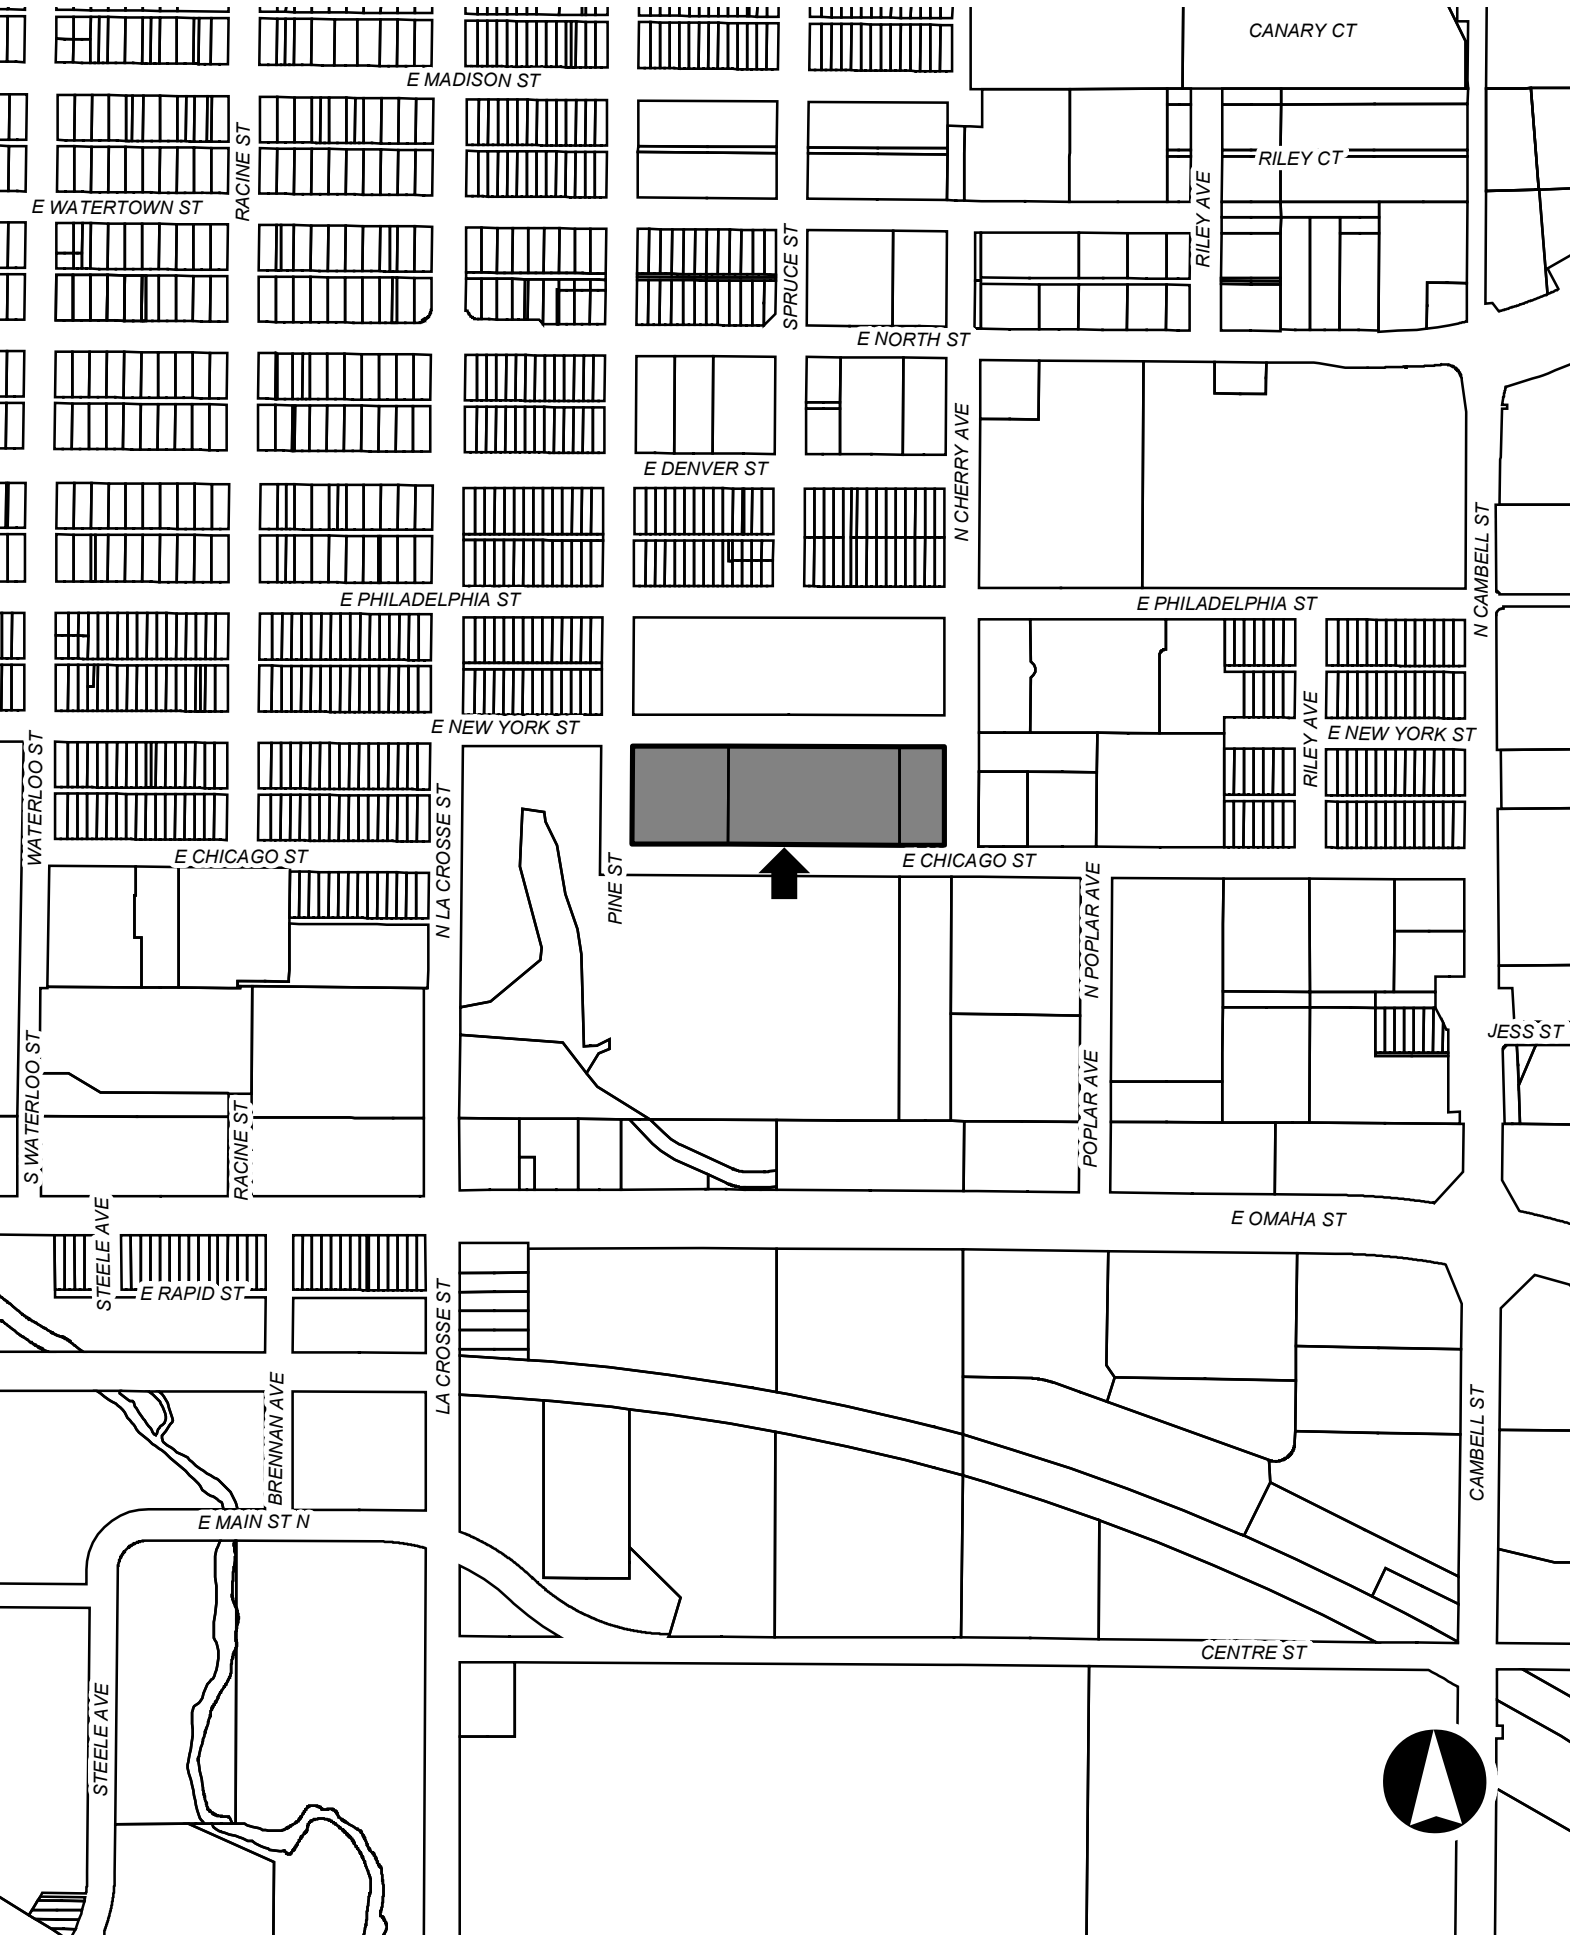 CANARY CT
E MADISON ST
RACINE ST
RILEY CT
RILEY AVE
E WATERTOWN ST
SPRUCE ST
E NORTH ST
N CHERRY AVE
E DENVER ST
N CAMBELL ST
E PHILADELPHIA ST
E PHILADELPHIA ST
RILEY AVE
E NEW YORK ST
E NEW YORK ST
WATERLOO ST
N LA CROSSE ST
E CHICAGO ST
E CHICAGO ST
PINE ST
N POPLAR AVE
JESS ST
S WATERLOO ST
POPLAR AVE
RACINE ST
E OMAHA ST
STEELE AVE
E RAPID ST
LA CROSSE ST
BRENNAN AVE
CAMBELL ST
E MAIN ST N
CENTRE ST
STEELE AVE